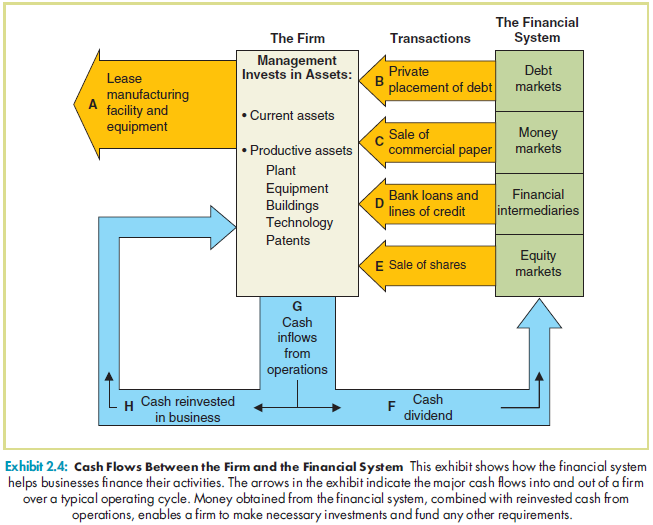 The Firm
Transactions
The Financial
System
Management
Invests in Assets:
• Current assets
• Productive assets
Plant
Equipment
Buildings
Technology
Patents
A
Lease
manufacturing
facility and
equipment
B
Private
placement of debt
C
Sale of
commercial paper
D
Bank loans and
lines of credit
E Sale of shares
Debt
markets
Money
markets
Financial
intermediaries
Equity
markets
G
Cash
inflows
from
operations
H Cash reinvested
in business
F
Cash
dividend
Exhibit 2.4: Cash Flows Between the Firm and the Financial System This exhibit shows how the financial system
helps businesses finance their activities. The arrows in the exhibit indicate the major cash flows into and out of a firm
over a typical operating cycle. Money obtained from the financial system, combined with reinvested cash from
operations, enables a firm to make necessary investments and fund any other requirements.